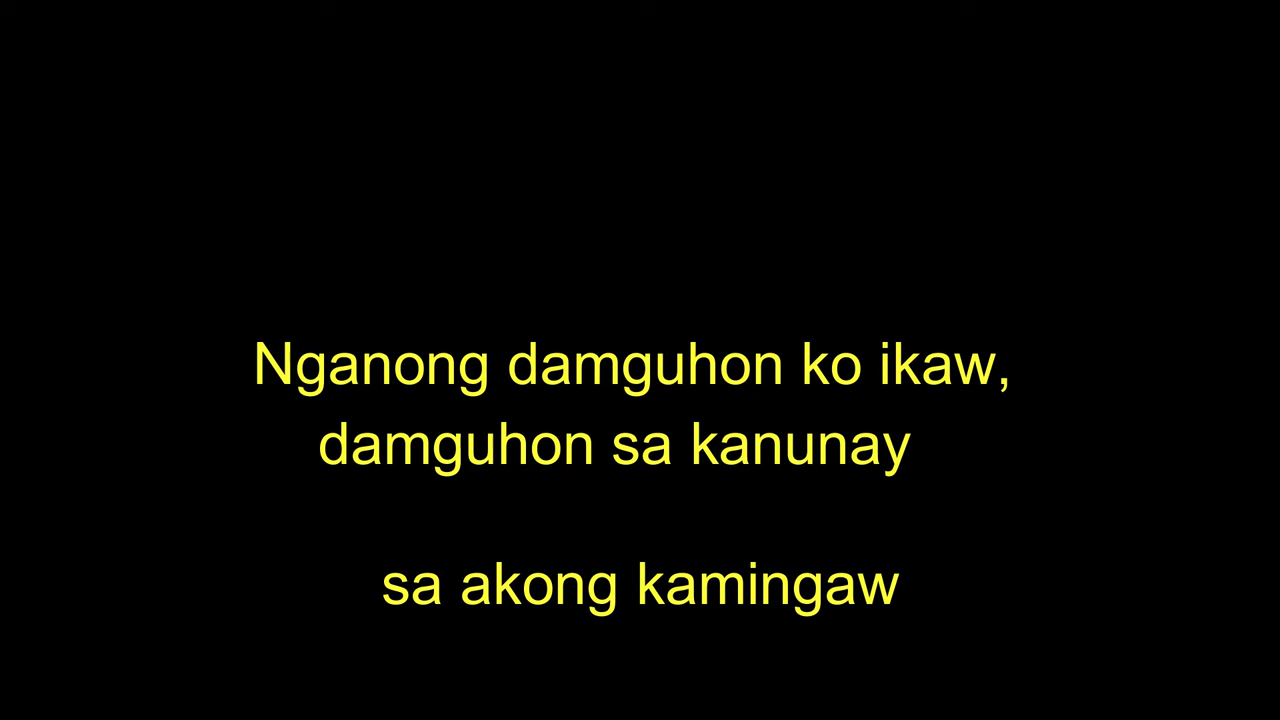 Nganong damguhon ko ikaw,
damguhon sa kanunay
sa akong kamingaw